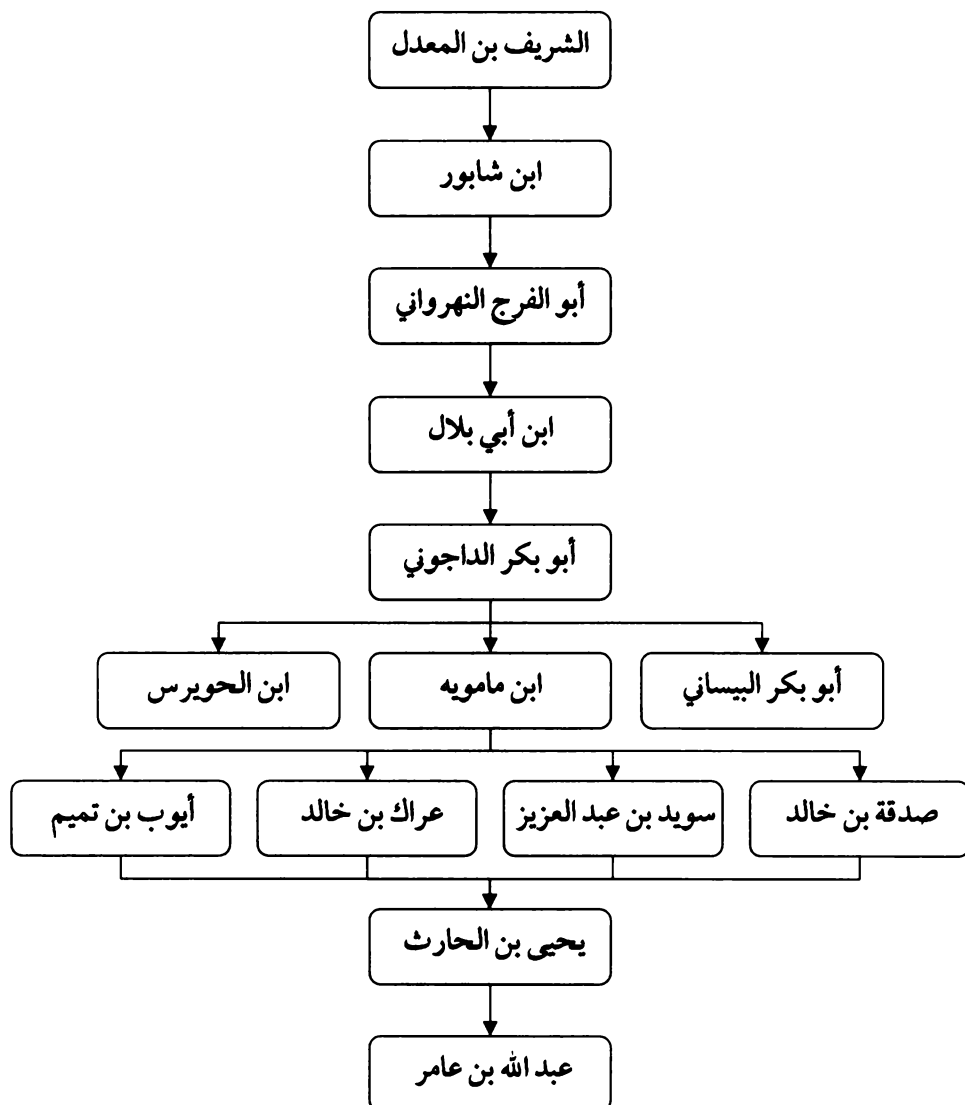 الشريف بن المعدل
ابن شابور
أبو الفرج النهرواني
ابن أبي بلال
أبو بكر الداجوني
أبو بكر البيساني
ابن مامويه
ابن الحويرس
صدقة بن خالد
سويد بن عبد العزيز
عراك بن خالد
أيوب بن تميم
يحيى بن الحارث
عبد الله بن عامر